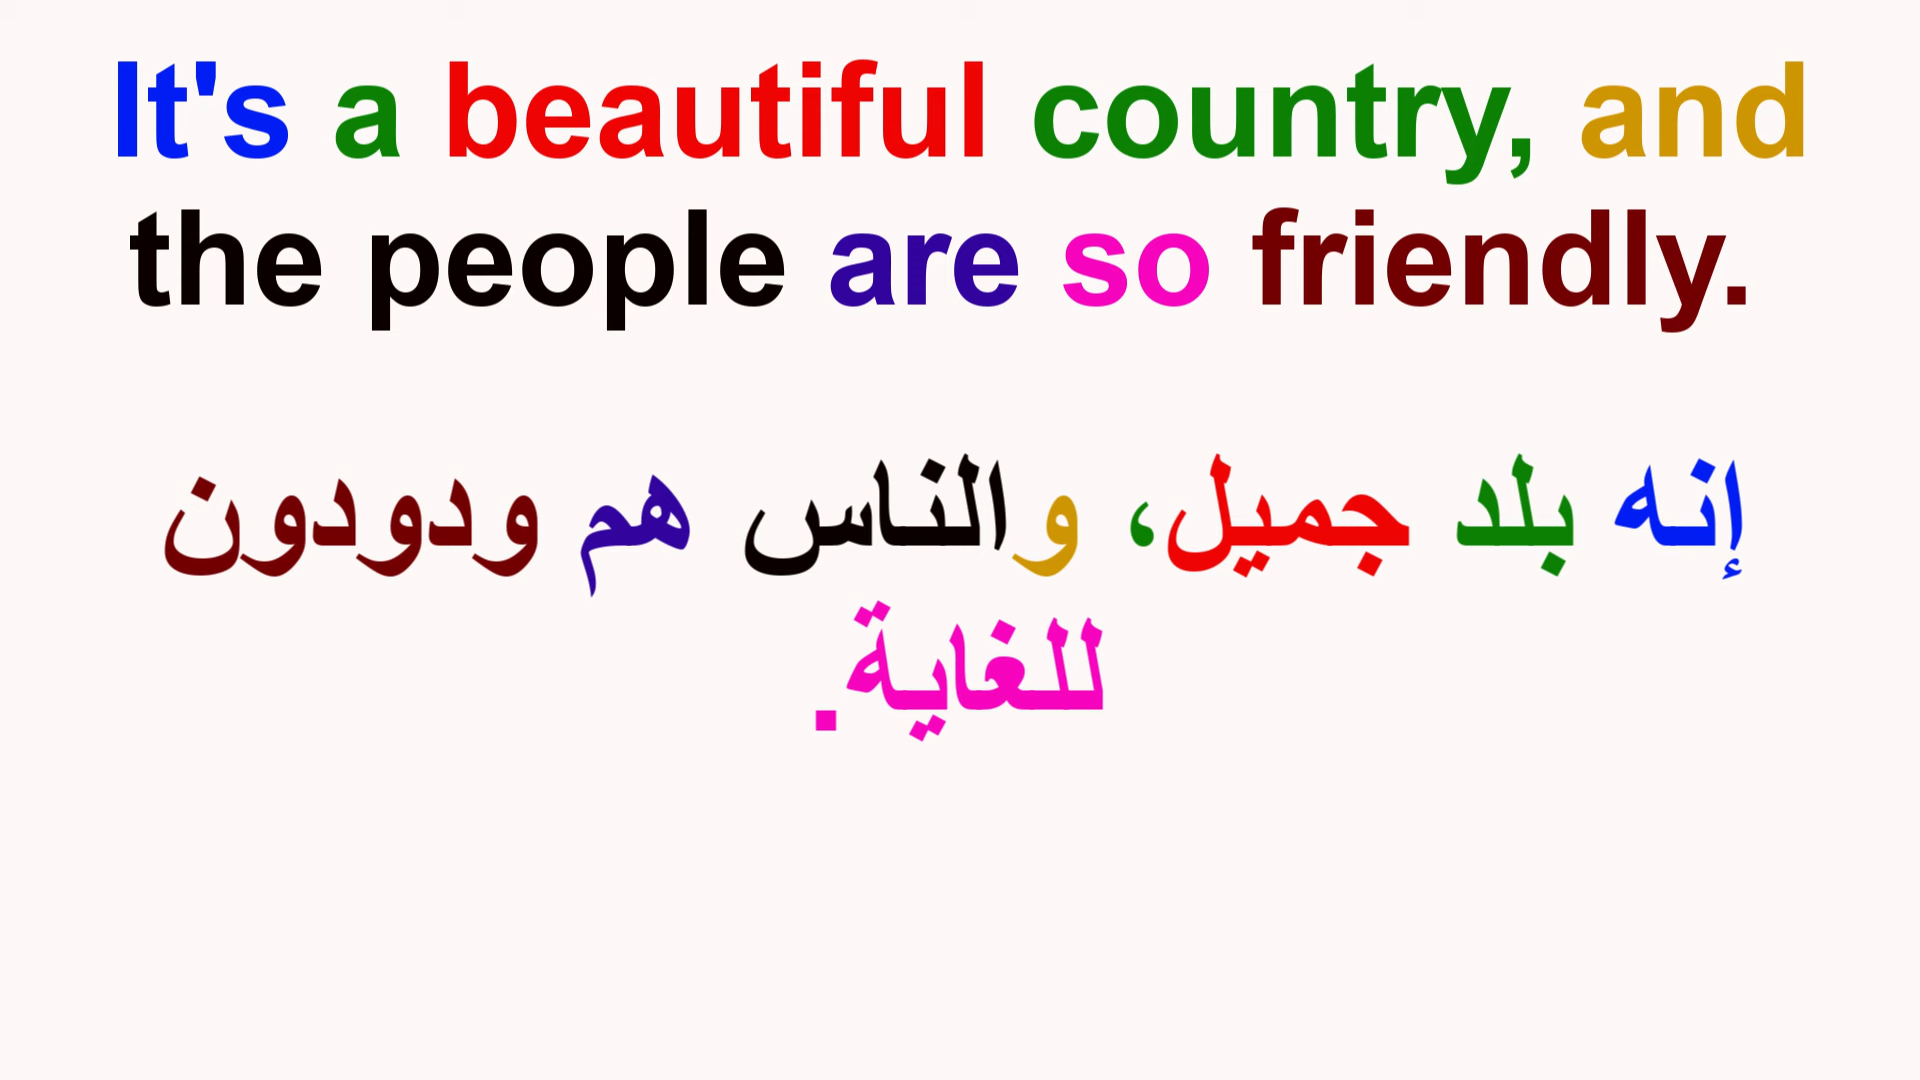 It's a beautiful country, and
the people are so friendly.
إنه بلد جميل، والناس هم ودودون
للغاية.